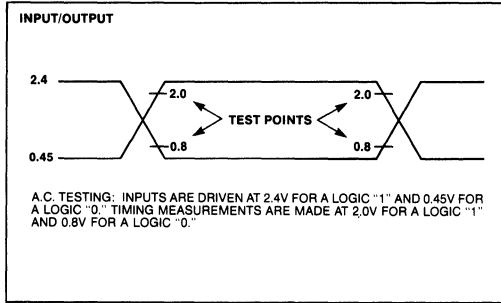 INPUT/OUTPUT
2.4
2.0
2.0
TEST POINTS
0.8
0.8
0.45
A.C. TESTING: INPUTS ARE DRIVEN AT 2.4V FOR A LOGIC "1" AND 0.45V FOR
A LOGIC "0." TIMING MEASUREMENTS ARE MADE AT 2.0V FOR A LOGIC "1"
AND 0.8V FOR A LOGIC "0."